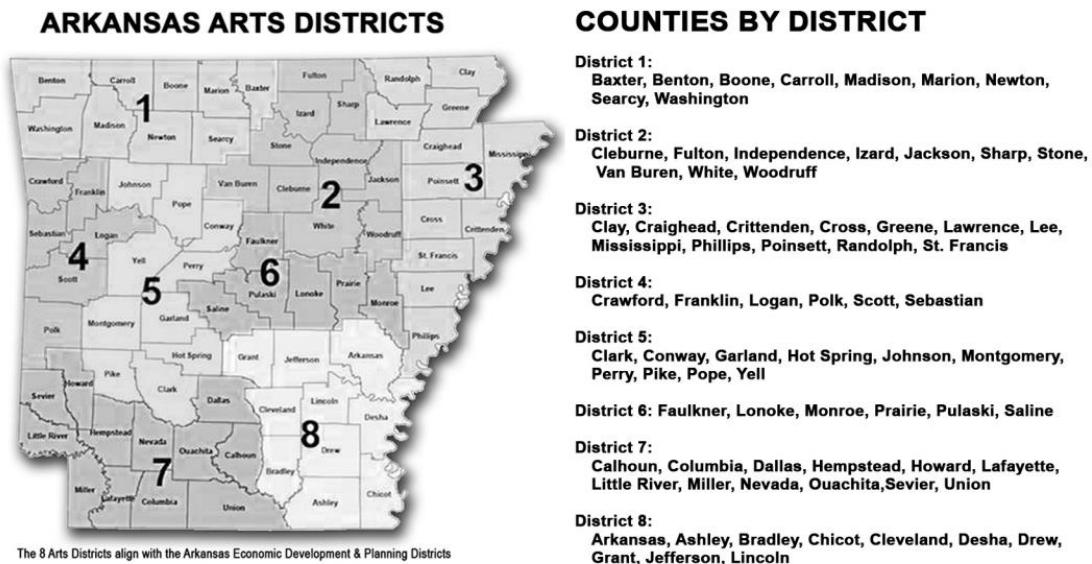 ARKANSAS ARTS DISTRICTS
Benton
Carroll
Boone
Marion
Baxter
Fulton
Randolph
Clay
Sharp
Greene
Izard
Lawrence
Washington
Madison
1
Newton
Searcy
Stone
Independence
Craighead
Mississippi
Crawford
Franklin
Johnson
Pope
Van Buren
Cleburne
2
Jackson
Poinsett
3
Sebastian
Logan
Conway
Faulkner
White
Woodruff
Cross
Crittenden
4
Scott
Yell
Perry
6
Pulaski
Lonoke
Prairie
St. Francis
5
Lee
Polk
Montgomery
Garland
Saline
Monroe
Phillips
Hot Spring
Grant
Jefferson
Arkansas
Howard
Pike
Clark
Dallas
Cleveland
Lincoln
Desha
Sevier
Little River
Hempstead
Nevada
Ouachita
Calhoun
8
Drew
Bradley
7
Miller
Lafayette
Columbia
Union
Ashley
Chicot
The 8 Arts Districts align with the Arkansas Economic Development & Planning Districts
COUNTIES BY DISTRICT
District 1:
Baxter, Benton, Boone, Carroll, Madison, Marion, Newton,
Searcy, Washington
District 2:
Cleburne, Fulton, Independence, Izard, Jackson, Sharp, Stone,
Van Buren, White, Woodruff
District 3:
Clay, Craighead, Crittenden, Cross, Greene, Lawrence, Lee,
Mississippi, Phillips, Poinsett, Randolph, St. Francis
District 4:
Crawford, Franklin, Logan, Polk, Scott, Sebastian
District 5:
Clark, Conway, Garland, Hot Spring, Johnson, Montgomery,
Perry, Pike, Pope, Yell
District 6: Faulkner, Lonoke, Monroe, Prairie, Pulaski, Saline
District 7:
Calhoun, Columbia, Dallas, Hempstead, Howard, Lafayette,
Little River, Miller, Nevada, Ouachita,Sevier, Union
District 8:
Arkansas, Ashley, Bradley, Chicot, Cleveland, Desha, Drew,
Grant, Jefferson, Lincoln